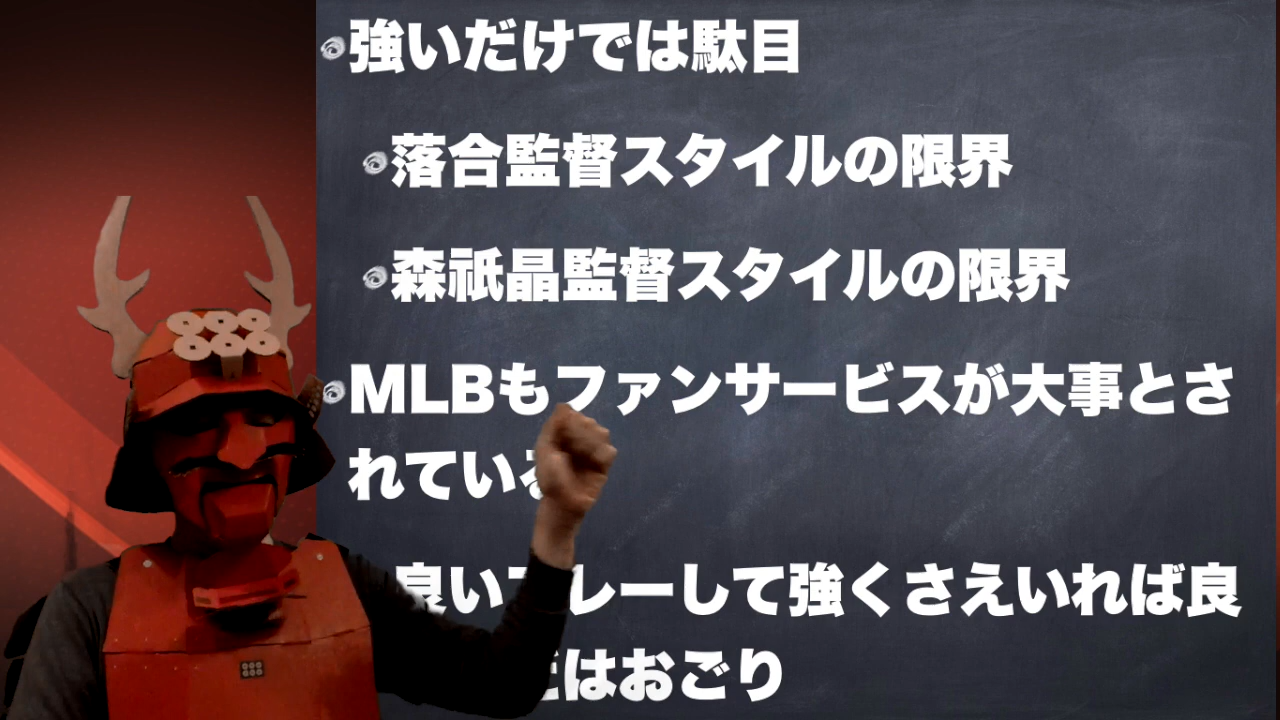 強いだけでは駄目
落合監督スタイルの限界
森祇晶監督スタイルの限界
MLBもファンサービスが大事とさ
れている
良いプレーして強くさえいれば良
はおごり